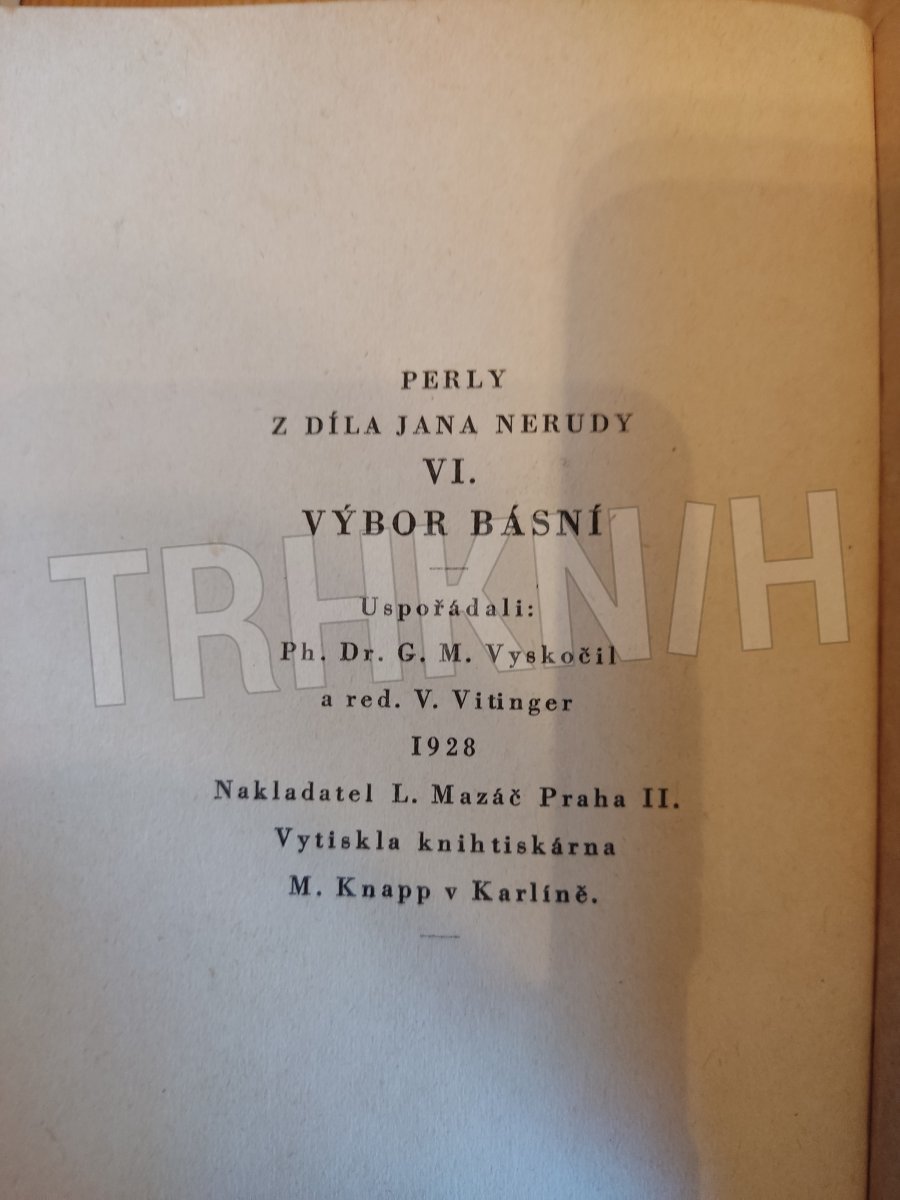 PERLY
Z DÍLA JANA NERUDY
VI.
VÝBOR BÁSNÍ
TRHKNIH
Uspořádali:
Ph. Dr. G. M. Vyskočil
a red. V. Vitinger
1928
Nakladatel L. Mazáč Praha II.
Vytiskla knihtiskárna
M. Knapp v Karlíně.